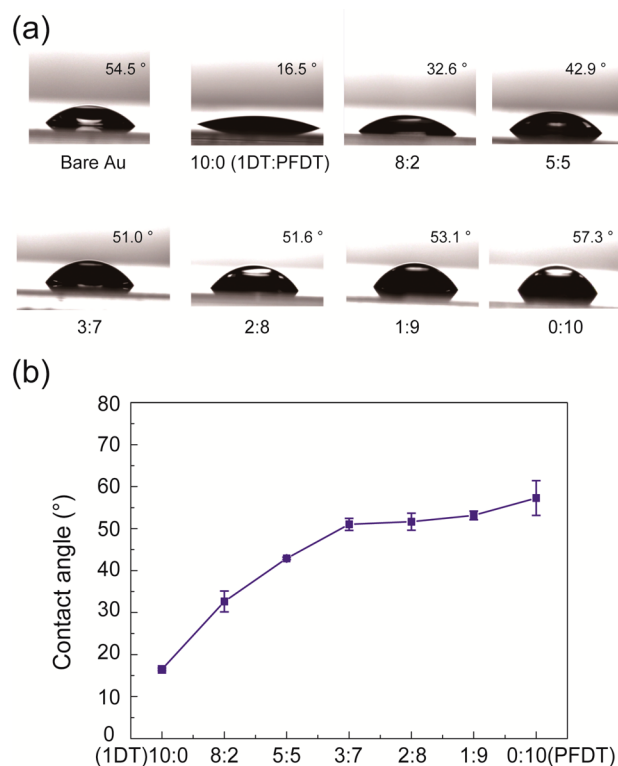 (a)
54.5 ° 16.5 ° 32.6 ° 42.9 °
Bare Au 10:0 (1DT:PFDT) 8:2 5:5
51.0 ° 51.6 ° 53.1 ° 57.3 °
3:7 2:8 1:9 0:10
(b)
80
70
60
50
40
30
20
10
0
Contact angle (°)
(1DT)10:0 8:2 5:5 3:7 2:8 1:9 0:10(PFDT)